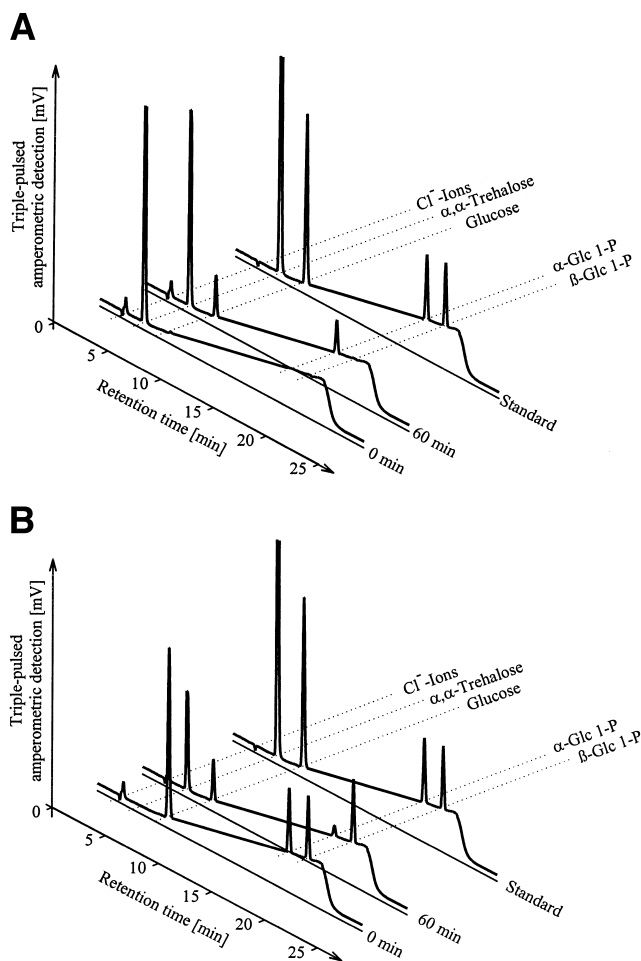 A
Triple-pulsed
amperometric detection [mV]
Cl⁻-Ions
α,α-Trehalose
Glucose
α-Glc 1-P
ß-Glc 1-P
0
5
10
15
20
25
Retention time [min]
Standard
60 min
0 min
B
Triple-pulsed
amperometric detection [mV]
Cl⁻-Ions
α,α-Trehalose
Glucose
α-Glc 1-P
ß-Glc 1-P
0
5
10
15
20
25
Retention time [min]
Standard
60 min
0 min